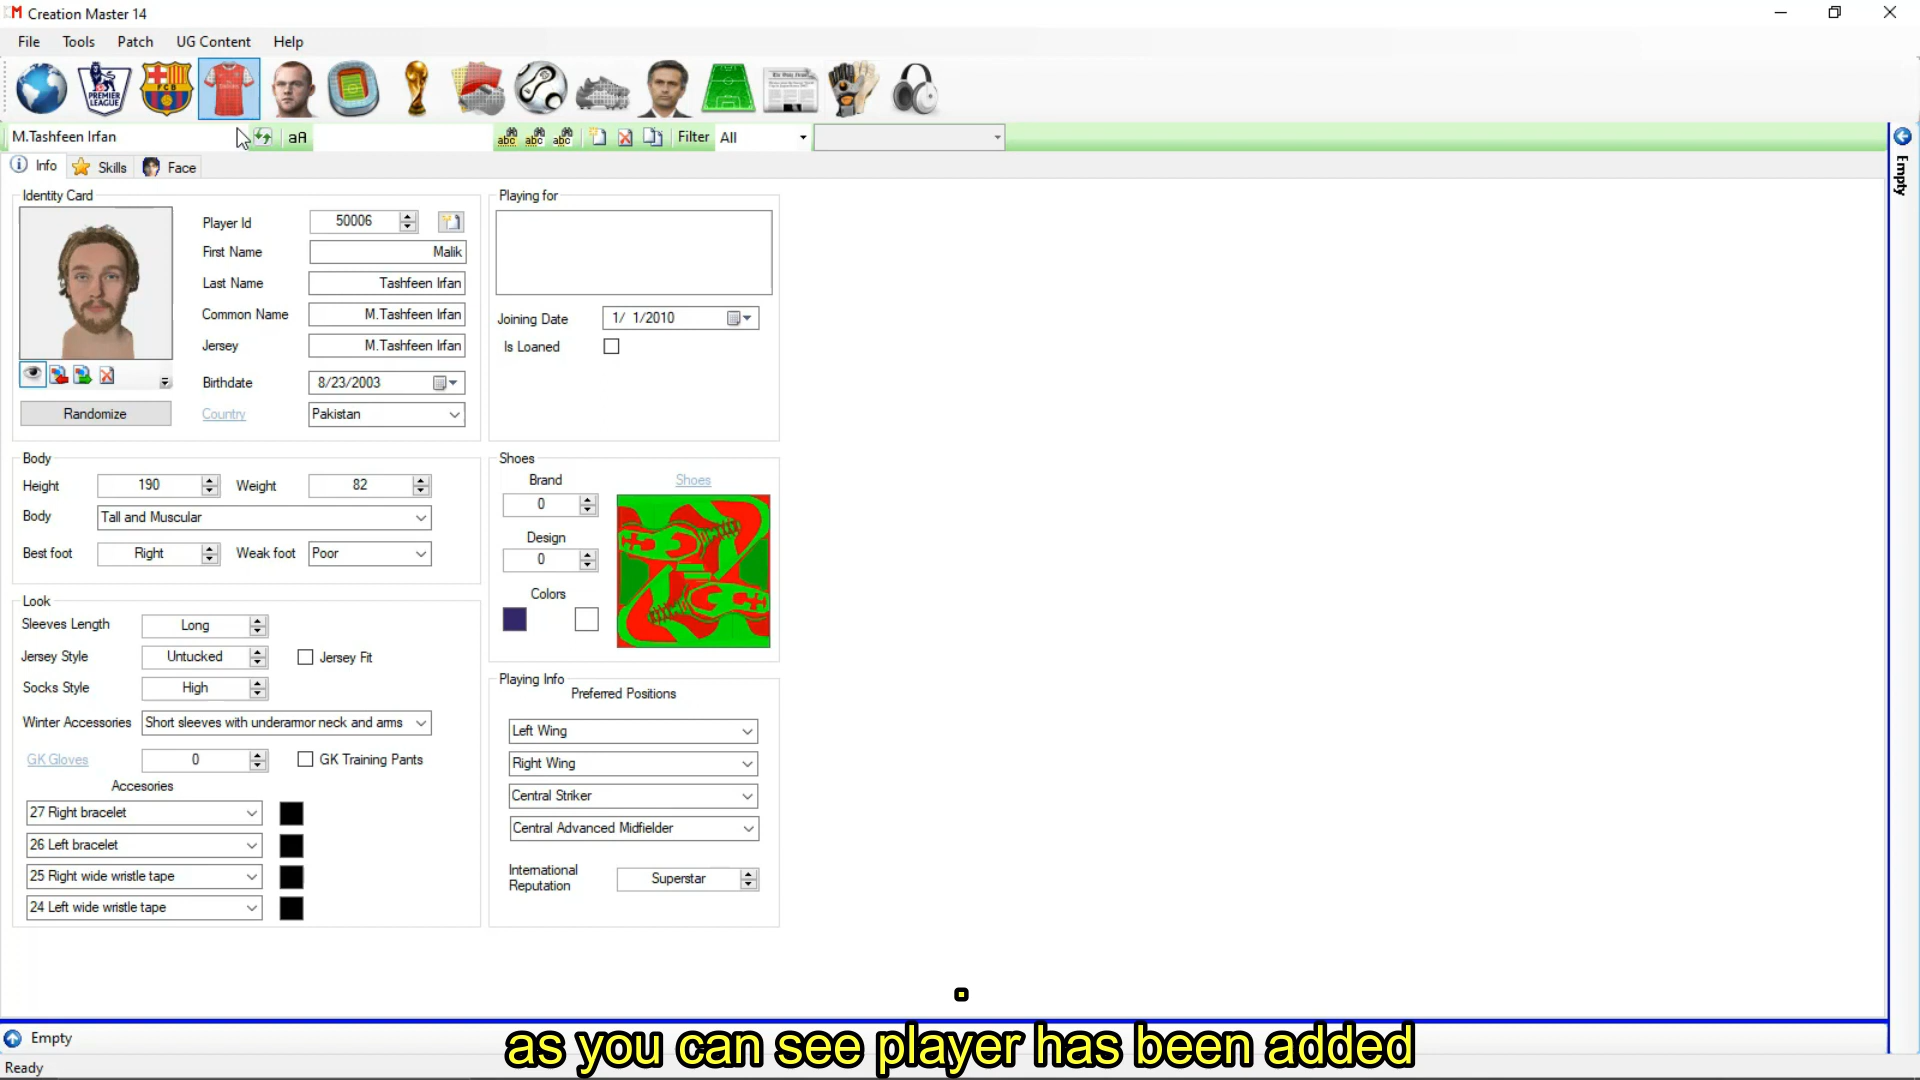 Creation Master 14
File Tools Patch UG Content Help
M.Tashfeen Irfan aA abc abc abc Filter All
Info Skills Face
Identity Card
Player Id 50006
First Name Malik
Last Name Tashfeen Irfan
Common Name M.Tashfeen Irfan
Jersey M.Tashfeen Irfan
Birthdate 8/23/2003
Randomize
Country Pakistan
Playing for
Joining Date 1/ 1/2010
Is Loaned
Body
Height 190 Weight 82
Body Tall and Muscular
Best foot Right Weak foot Poor
Shoes
Brand Shoes
0
Design
0
Colors
Look
Sleeves Length Long
Jersey Style Untucked Jersey Fit
Socks Style High
Winter Accessories Short sleeves with underarmor neck and arms
GK Gloves 0 GK Training Pants
Accesories
27 Right bracelet
26 Left bracelet
25 Right wide wristle tape
24 Left wide wristle tape
Playing Info
Preferred Positions
Left Wing
Right Wing
Central Striker
Central Advanced Midfielder
International
Reputation
Superstar
Empty
Empty
as you can see player has been added
Ready